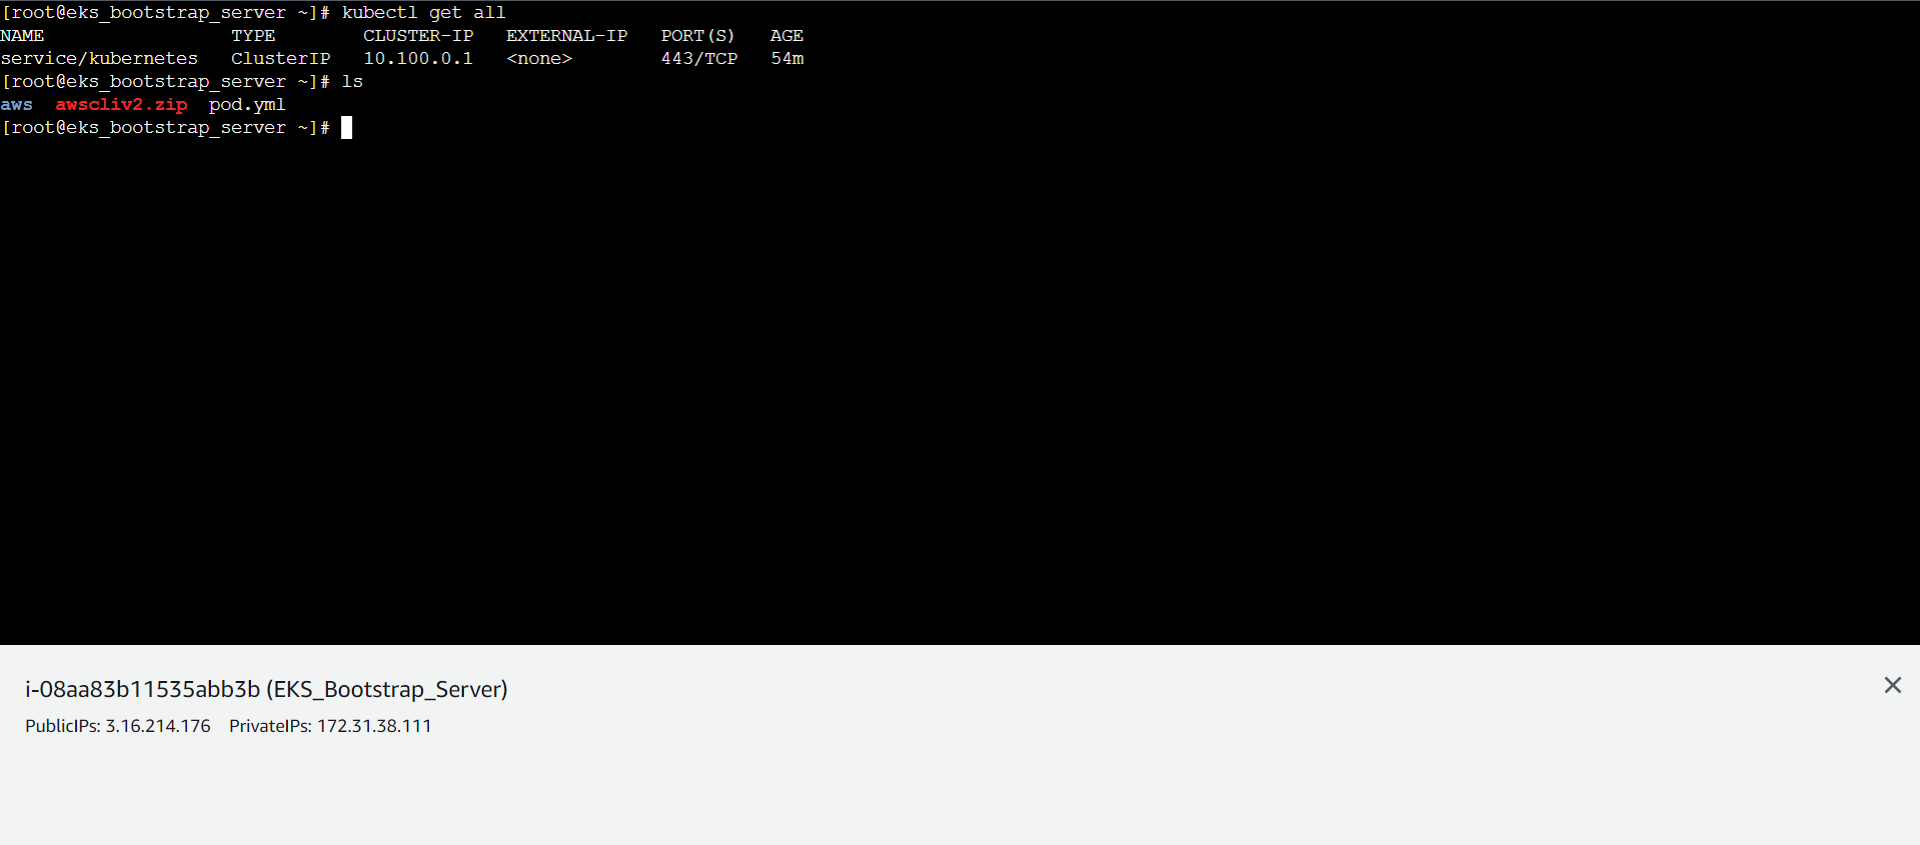 [root@eks_bootstrap_server ~]# kubectl get all
NAME                 TYPE        CLUSTER-IP   EXTERNAL-IP   PORT(S)   AGE
service/kubernetes   ClusterIP   10.100.0.1   <none>        443/TCP   54m
[root@eks_bootstrap_server ~]# ls
aws  awscliv2.zip  pod.yml
[root@eks_bootstrap_server ~]#
i-08aa83b11535abb3b (EKS_Bootstrap_Server)
PublicIPs: 3.16.214.176    PrivateIPs: 172.31.38.111